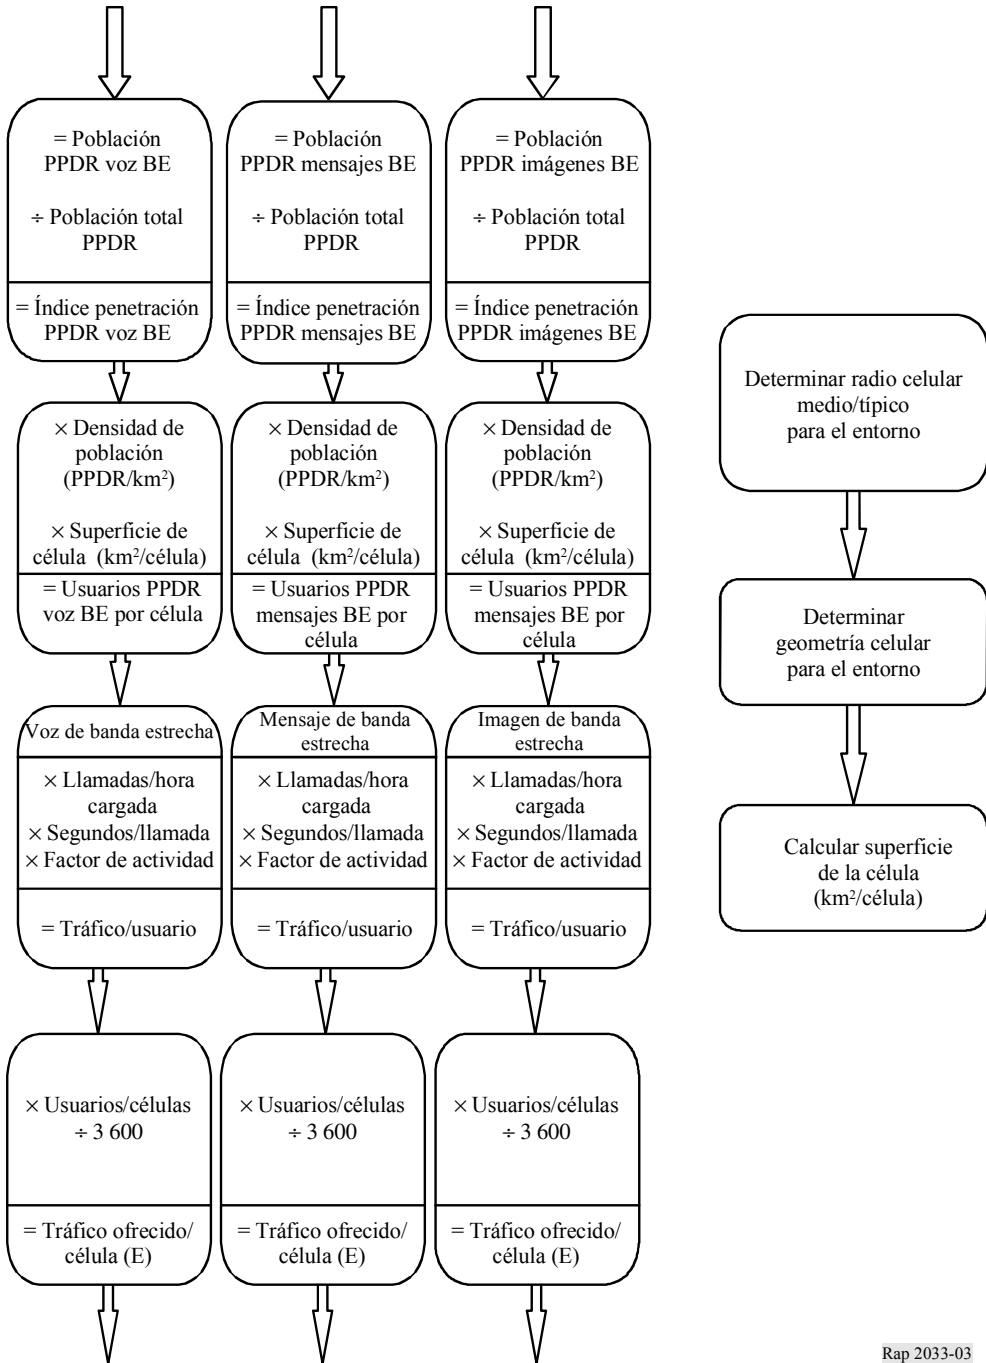 = Población
PPDR voz BE
÷ Población total
PPDR
= Índice penetración
PPDR voz BE
× Densidad de
población
(PPDR/km²)
× Superficie de
célula (km²/célula)
= Usuarios PPDR
voz BE por célula
Voz de banda estrecha
× Llamadas/hora
cargada
× Segundos/llamada
× Factor de actividad
= Tráfico/usuario
× Usuarios/células
÷ 3 600
= Tráfico ofrecido/
célula (E)
= Población
PPDR mensajes BE
÷ Población total
PPDR
= Índice penetración
PPDR mensajes BE
× Densidad de
población
(PPDR/km²)
× Superficie de
célula (km²/célula)
= Usuarios PPDR
mensajes BE por
célula
Mensaje de banda
estrecha
× Llamadas/hora
cargada
× Segundos/llamada
× Factor de actividad
= Tráfico/usuario
× Usuarios/células
÷ 3 600
= Tráfico ofrecido/
célula (E)
= Población
PPDR imágenes BE
÷ Población total
PPDR
= Índice penetración
PPDR imágenes BE
× Densidad de
población
(PPDR/km²)
× Superficie de
célula (km²/célula)
= Usuarios PPDR
mensajes BE por
célula
Imagen de banda
estrecha
× Llamadas/hora
cargada
× Segundos/llamada
× Factor de actividad
= Tráfico/usuario
× Usuarios/células
÷ 3 600
= Tráfico ofrecido/
célula (E)
Determinar radio celular
medio/típico
para el entorno
Determinar
geometría celular
para el entorno
Calcular superficie
de la célula
(km²/célula)
Rap 2033-03